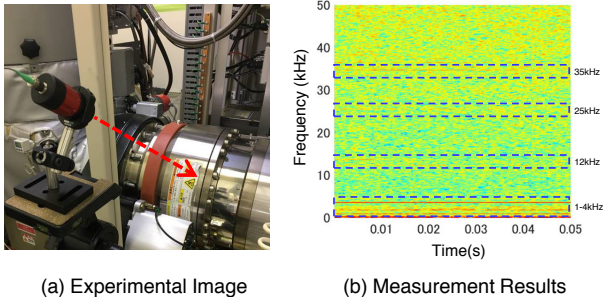 50
40
30
20
10
0
Frequency (kHz)
0.01
0.02
0.03
0.04
0.05
Time(s)
35kHz
25kHz
12kHz
1-4kHz
(a) Experimental Image
(b) Measurement Results